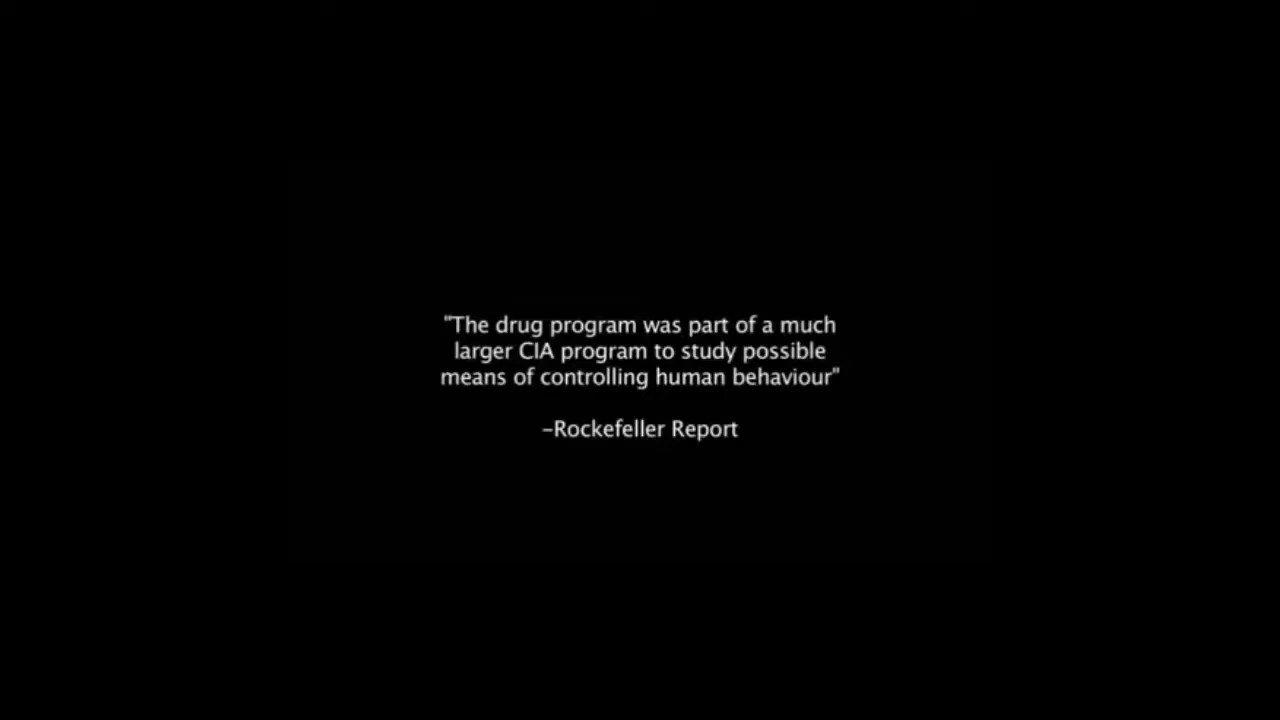 "The drug program was part of a much
larger CIA program to study possible
means of controlling human behaviour"
–Rockefeller Report